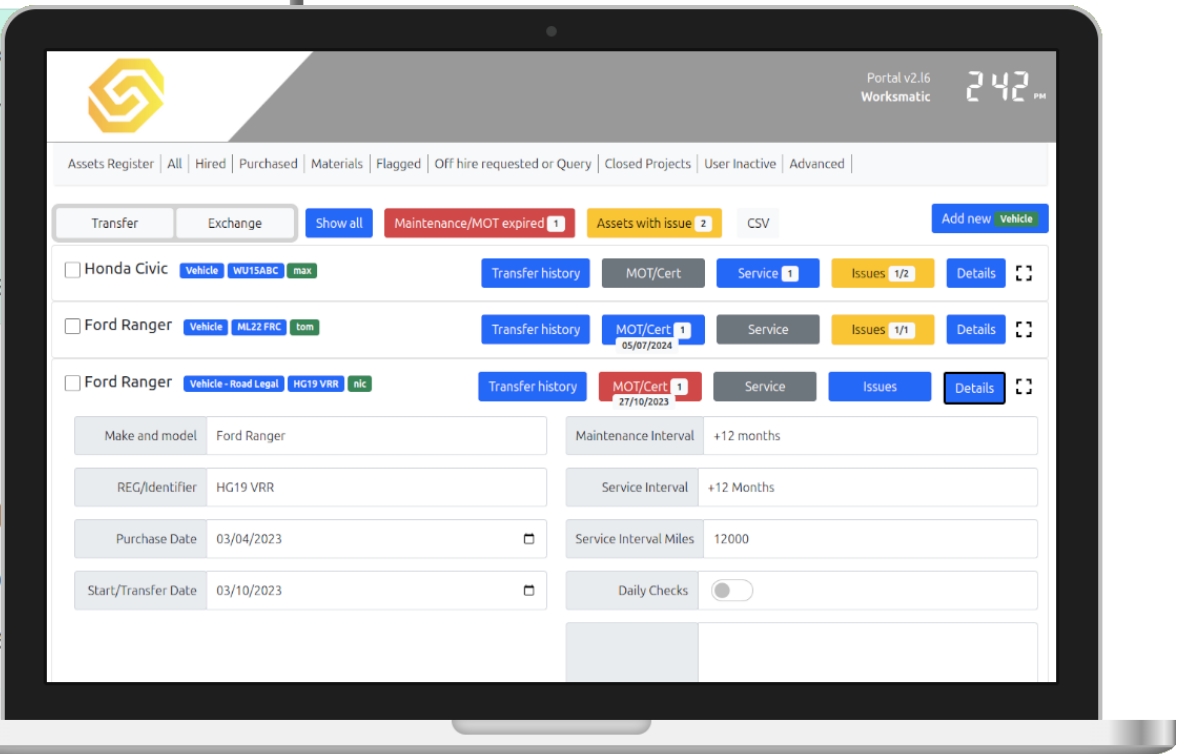 Portal v2.l6
Worksmatic
242 PM
Assets Register | All | Hired | Purchased | Materials | Flagged | Off hire requested or Query | Closed Projects | User Inactive | Advanced |
Transfer Exchange Show all Maintenance/MOT expired 1 Assets with issue 2 CSV Add new Vehicle
Honda Civic Vehicle WU15ABC max Transfer history MOT/Cert Service 1 Issues 1/2 Details
Ford Ranger Vehicle ML22 FRC tom Transfer history MOT/Cert 1 Service Issues 1/1 Details
05/07/2024
Ford Ranger Vehicle - Road Legal HG19 VRR nic Transfer history MOT/Cert 1 Service Issues Details
27/10/2023
Make and model Ford Ranger Maintenance Interval +12 months
REG/Identifier HG19 VRR Service Interval +12 Months
Purchase Date 03/04/2023 Service Interval Miles 12000
Start/Transfer Date 03/10/2023 Daily Checks